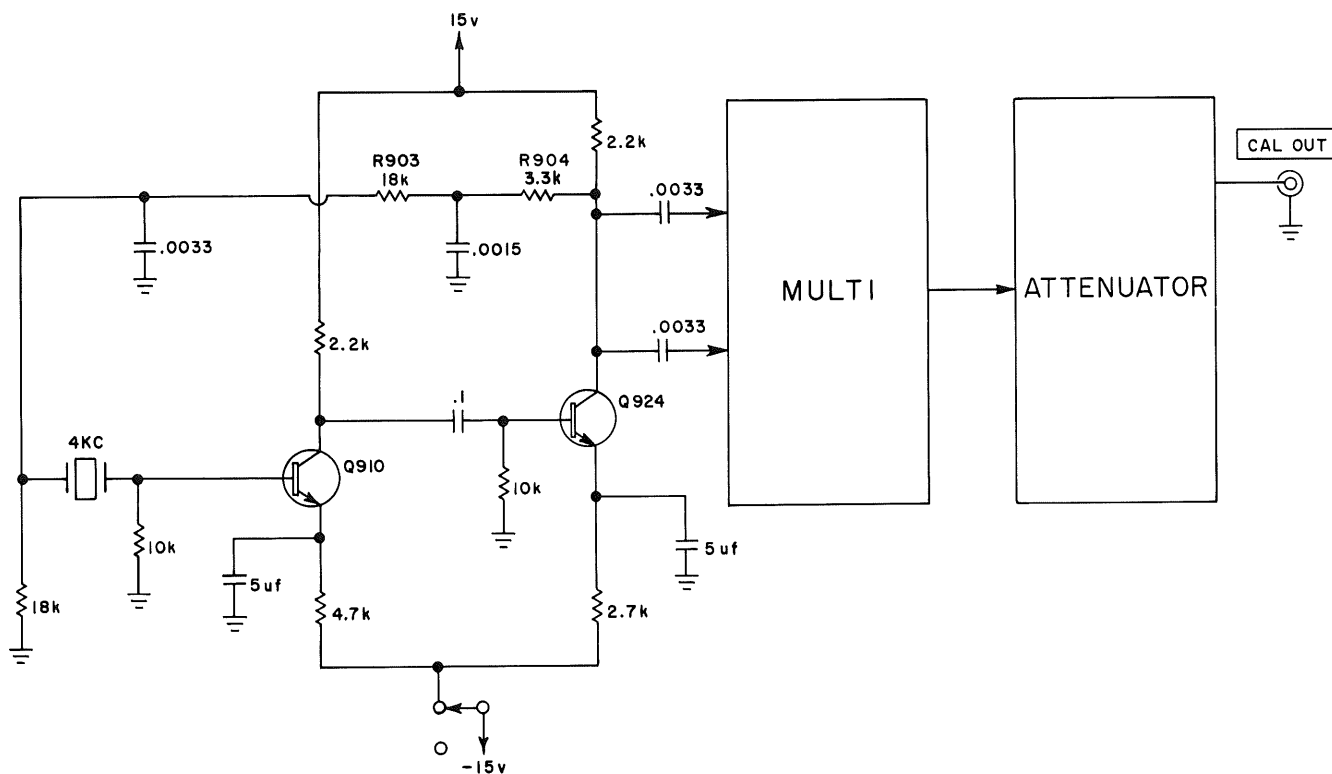 15v
2.2k
R903
18k
R904
3.3k
CAL OUT
.0033
.0033
.0015
MULTI
ATTENUATOR
2.2k
.0033
.1
Q924
4KC
Q910
10k
10k
5uf
5uf
18k
4.7k
2.7k
-15v